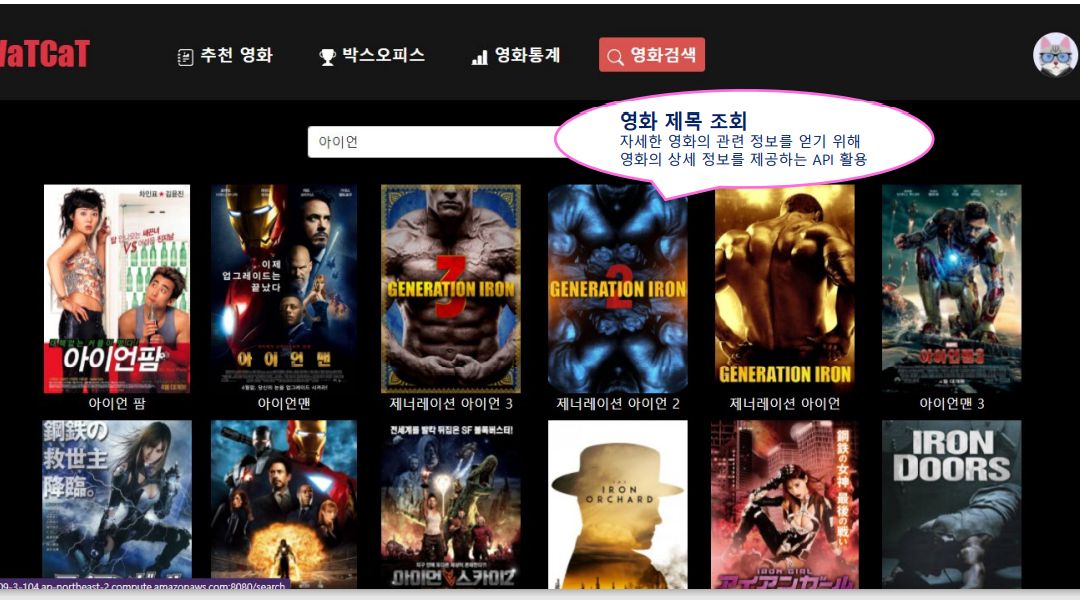 VaTCaT
추천 영화
박스오피스
영화통계
영화검색
영화 제목 조회
자세한 영화의 관련 정보를 얻기 위해
영화의 상세 정보를 제공하는 API 활용
아이언
차인표 ★ 김윤진
VS
아이언팜
이제
업그레이드는
끝났다
아이언맨
3
GENERATION IRON
2
GENERATION IRON
GENERATION IRON
MARVEL
아이언맨3
아이언 팜
아이언맨
제너레이션 아이언 3
제너레이션 아이언 2
제너레이션 아이언
아이언맨 3
鋼鉄の
救世主
降臨。
전세계를 발칵 뒤집은 SF 블록버스터!
아이언 스카이2
THE
IRON
ORCHARD
鋼鉄の女神、最後の戦い
IRON GIRL
アイアンガール
IRON
DOORS
09-3-104.ap-northeast-2.compute.amazonaws.com:8080/search